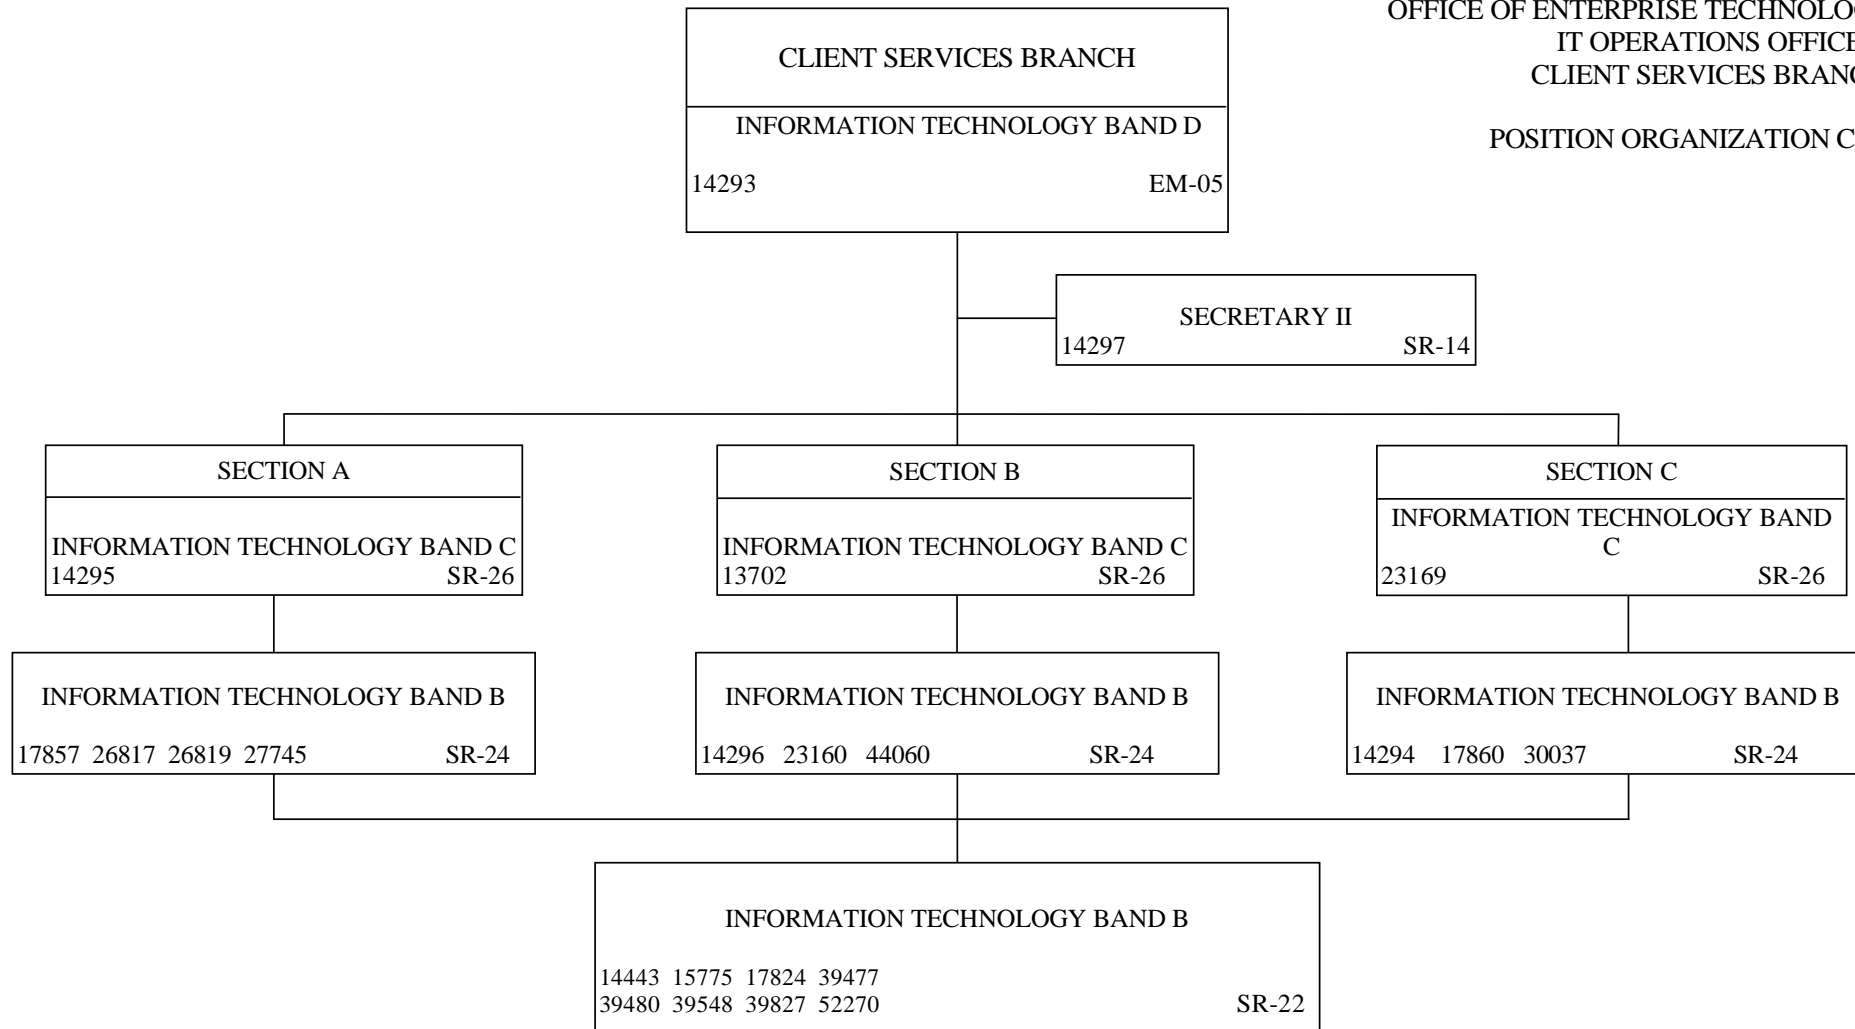 OFFICE OF ENTERPRISE
IT OPERATIONS OFFICE
CLIENT SERVICES
POSITION ORGANIZATION
CLIENT SERVICES BRANCH
INFORMATION TECHNOLOGY BAND D
14293 EM-05
SECRETARY II
14297 SR-14
SECTION A
INFORMATION TECHNOLOGY BAND C
14295 SR-26
SECTION B
INFORMATION TECHNOLOGY BAND C
13702 SR-26
SECTION C
INFORMATION TECHNOLOGY BAND
C
23169 SR-26
INFORMATION TECHNOLOGY BAND B
17857 26817 26819 27745 SR-24
INFORMATION TECHNOLOGY BAND B
14296 23160 44060 SR-24
INFORMATION TECHNOLOGY BAND B
14294 17860 30037 SR-24
INFORMATION TECHNOLOGY BAND B
14443 15775 17824 39477
39480 39548 39827 52270 SR-22